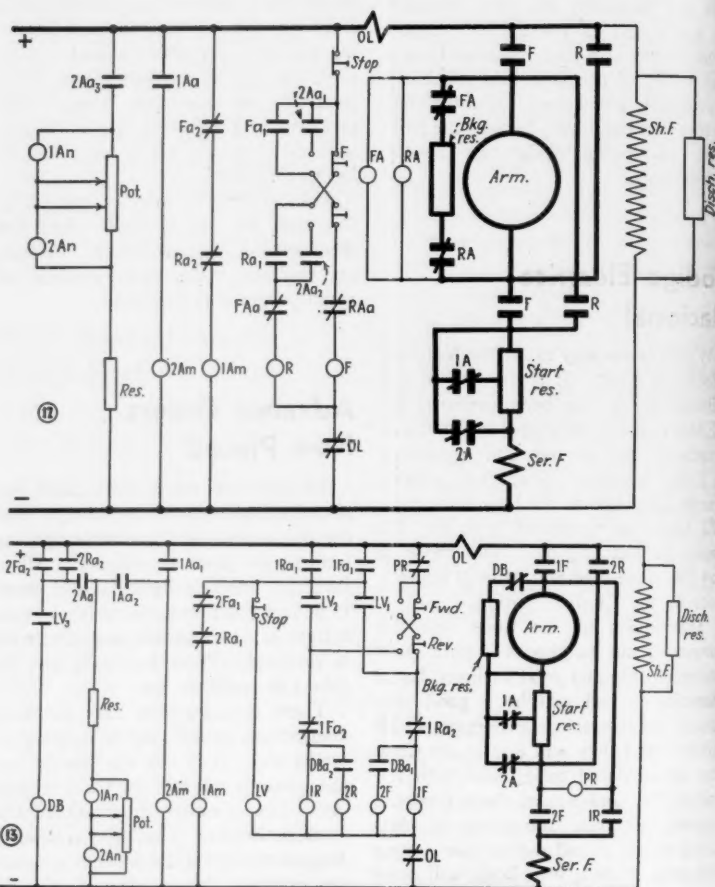 +
OL
2Aa3
1Aa
Stop
F
R
Fa2
Fa1
2Aa1
F
FA
RA
FA
Bkg. res.
Arm.
Sh.F.
Disch. res.
1An
Pot.
2An
Ra2
Ra1
2Aa2
RA
FAa
RAa
F
R
1A
Start res.
2A
Ser. F
Res.
2Am
1Am
R
F
OL
12
−
+
2Fa2
2Ra2
1Aa1
2Aa
1Aa2
LV3
2Fa1
2Ra1
Stop
1Ra1
1Fa1
LV2
LV1
PR
OL
Fwd.
Rev.
DB
1F
2R
Arm.
Sh.F.
Disch. res.
Bkg. res.
1A
Start res.
2A
Res.
1Fa2
1Ra2
DBa2
DBa1
PR
DB
1An
Pot.
2An
2Am
1Am
LV
1R
2R
2F
1F
2F
1R
OL
Ser. F
13
−